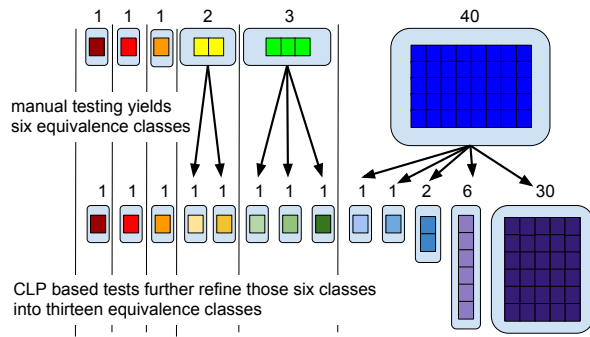 1 1 1 2 3 40
manual testing yields
six equivalence classes
1 1 1 1 1 1 1 1 1 1 2 6 30
CLP based tests further refine those six classes
into thirteen equivalence classes